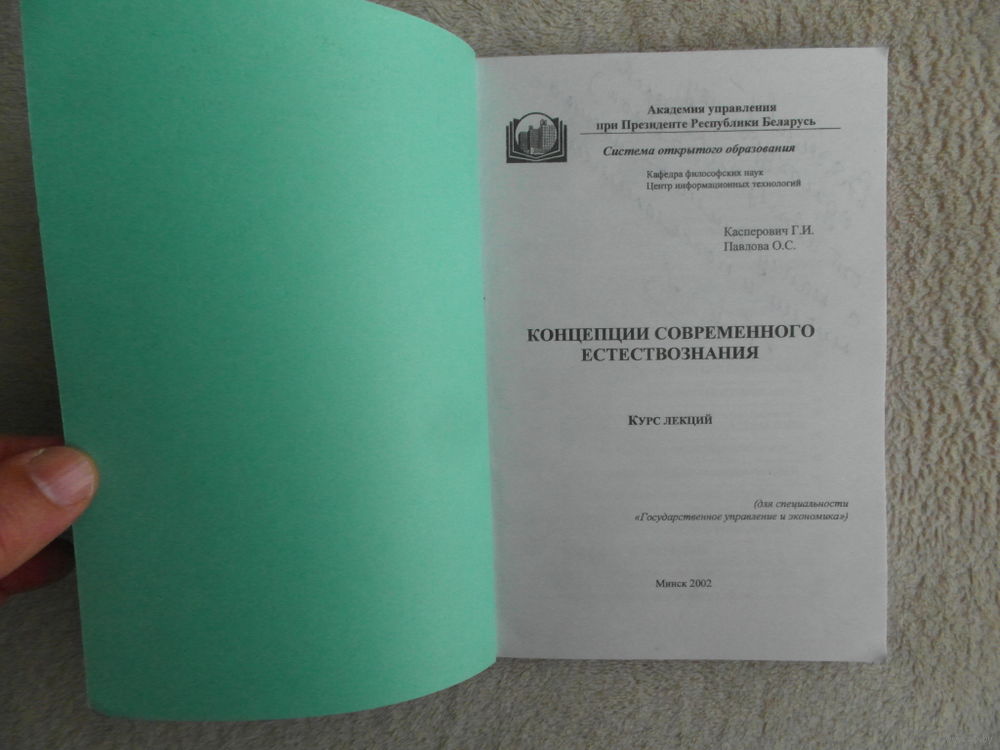 Академия управления
при Президенте Республики Беларусь
Система открытого образования
Кафедра философских наук
Центр информационных технологий
Касперович Г.И.
Павлова О.С.
КОНЦЕПЦИИ СОВРЕМЕННОГО
ЕСТЕСТВОЗНАНИЯ
КУРС ЛЕКЦИЙ
(для специальности
«Государственное управление и экономика»)
Минск 2002